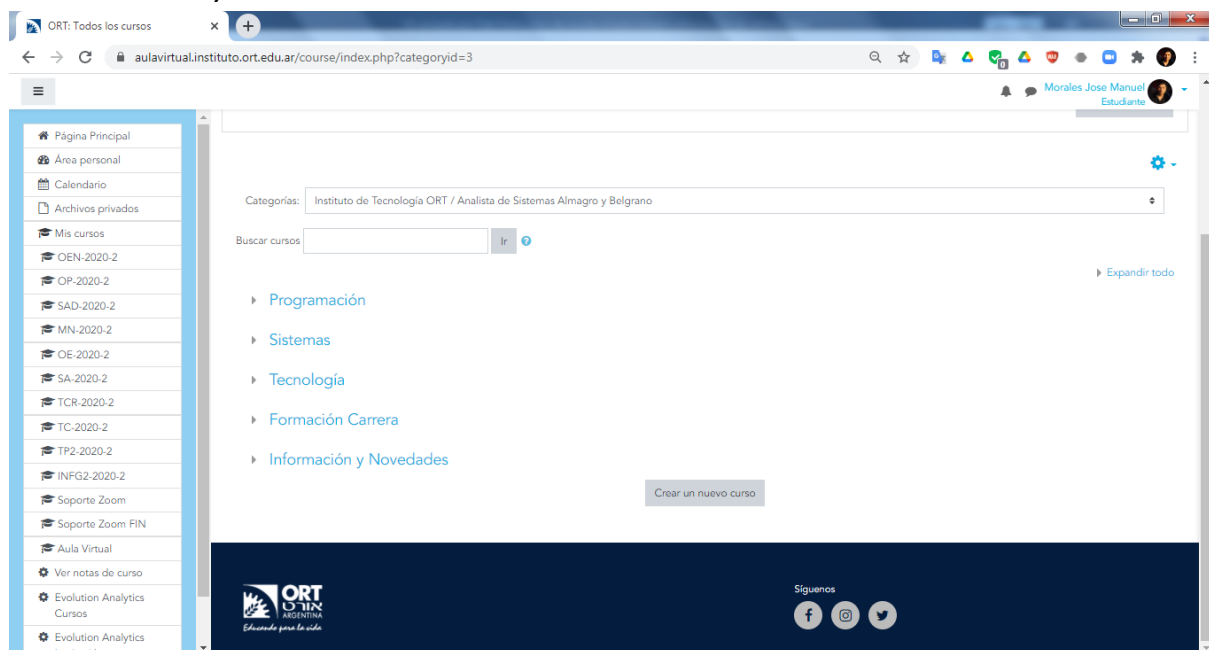 ORT: Todos los cursos
aulavirtual.instituto.ort.edu.ar/course/index.php?categoryid=3
0
Morales Jose Manuel
Estudiante
Página Principal
Área personal
Calendario
Archivos privados
Mis cursos
OEN-2020-2
OP-2020-2
SAD-2020-2
MN-2020-2
OE-2020-2
SA-2020-2
TCR-2020-2
TC-2020-2
TP2-2020-2
INFG2-2020-2
Soporte Zoom
Soporte Zoom FIN
Aula Virtual
Ver notas de curso
Evolution Analytics
Cursos
Evolution Analytics
Categorías: Instituto de Tecnología ORT / Analista de Sistemas Almagro y Belgrano
Buscar cursos Ir
Expandir todo
Programación
Sistemas
Tecnología
Formación Carrera
Información y Novedades
Crear un nuevo curso
ORT
אורט
ARGENTINA
Educando para la vida
Síguenos